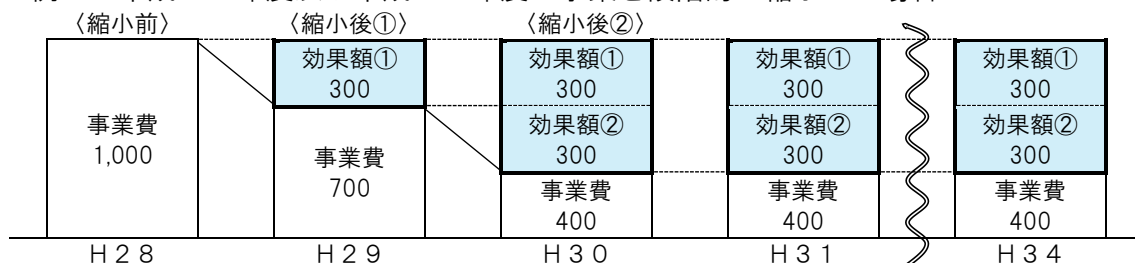 〈縮小前〉 〈縮小後①〉 〈縮小後②〉
効果額① 効果額① 効果額① 効果額①
300 300 300 300
事業費 効果額② 効果額② 効果額②
1,000 事業費 300 300 300
700 事業費 事業費 事業費
400 400 400
H28 H29 H30 H31 H34